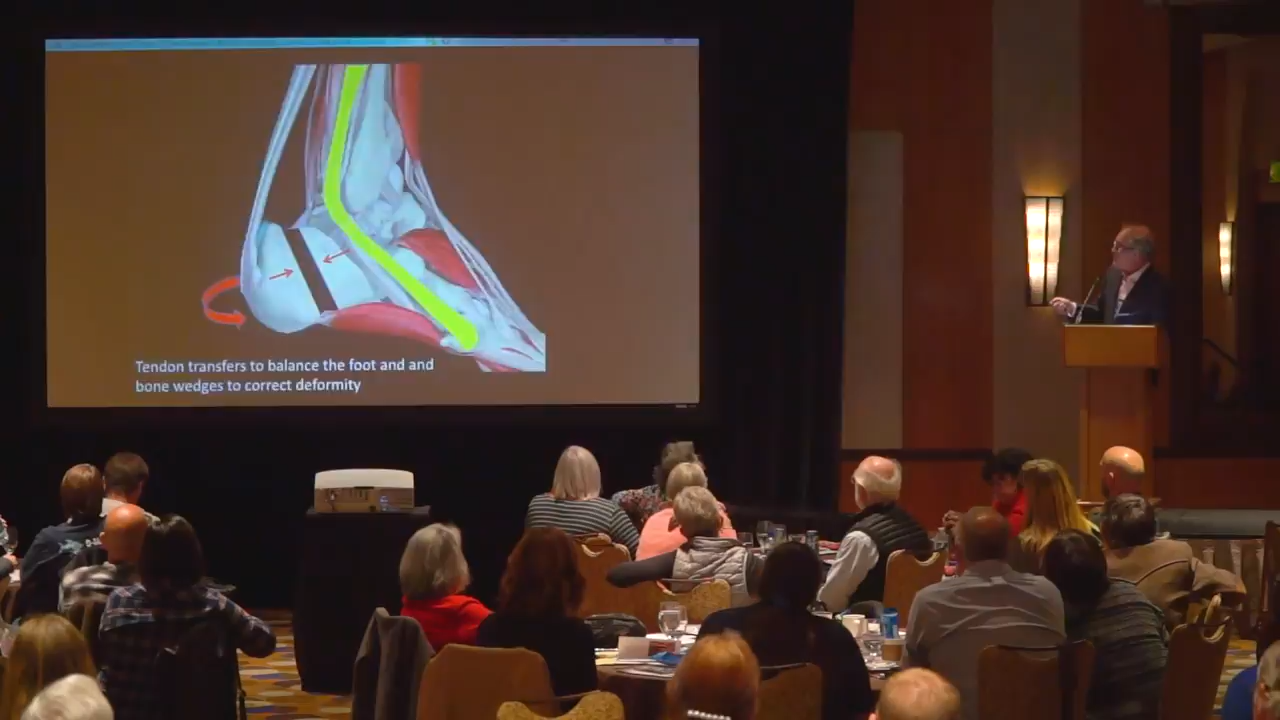 Tendon transfers to balance the foot and and
bone wedges to correct deformity